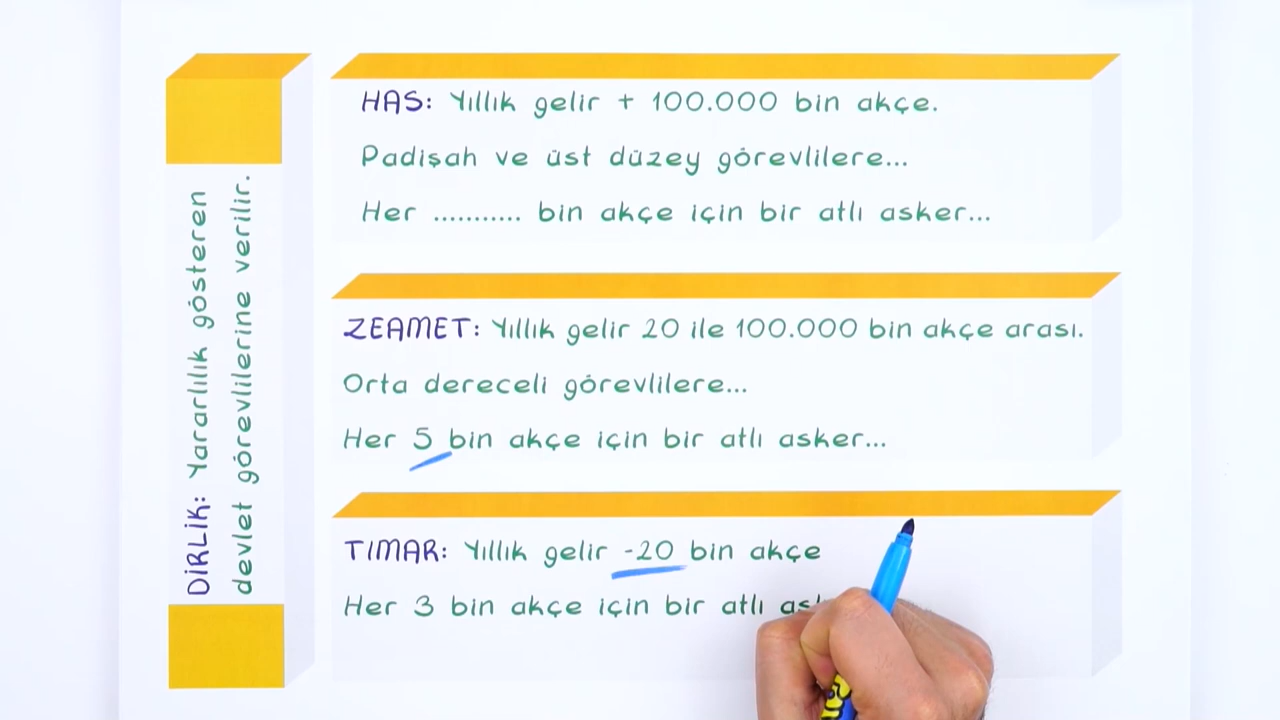 DİRLİK: Yararlılık gösteren
devlet görevlilerine verilir.
HAS: Yıllık gelir + 100.000 bin akçe.
Padişah ve üst düzey görevlilere...
Her ........... bin akçe için bir atlı asker...
ZEAMET: Yıllık gelir 20 ile 100.000 bin akçe arası.
Orta dereceli görevlilere...
Her 5 bin akçe için bir atlı asker...
TIMAR: Yıllık gelir -20 bin akçe
Her 3 bin akçe için bir atlı